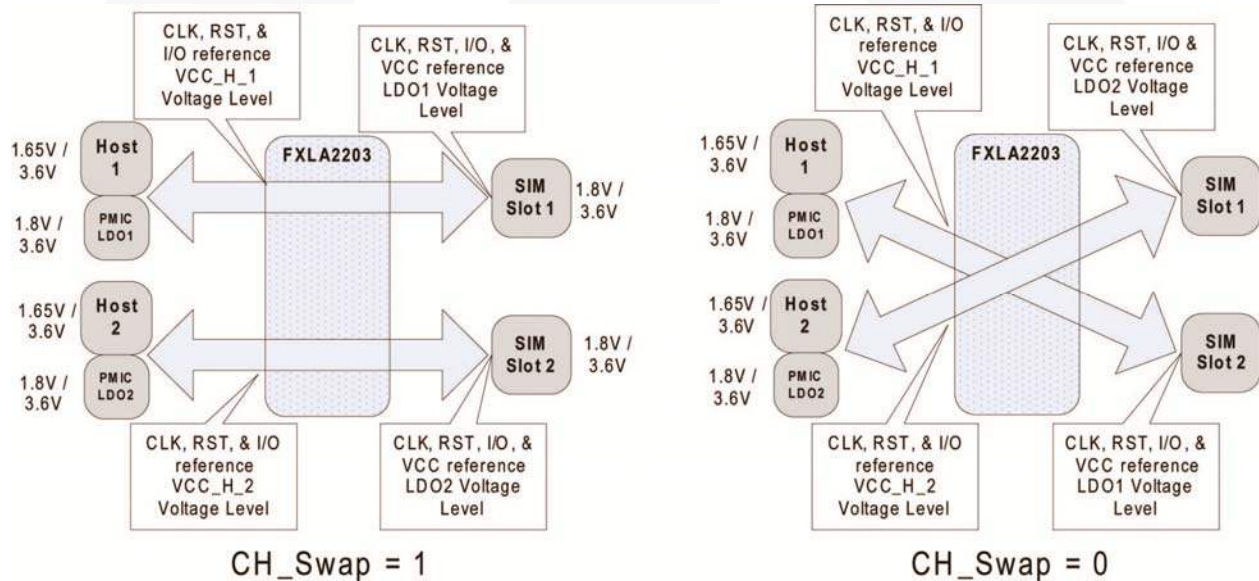 CLK, RST, &
I/O reference
VCC_H_1
Voltage Level
CLK, RST, I/O, &
VCC reference
LDO1 Voltage
Level
1.65V /
3.6V
Host
1
FXLA2203
1.8V /
3.6V
PMIC
LDO1
SIM
Slot 1
1.8V /
3.6V
1.65V /
3.6V
Host
2
1.8V /
3.6V
PMIC
LDO2
SIM
Slot 2
1.8V /
3.6V
CLK, RST, & I/O
reference
VCC_H_2
Voltage Level
CLK, RST, I/O, &
VCC reference
LDO2 Voltage
Level
CH_Swap = 1
CLK, RST, & I/O
reference
VCC_H_1
Voltage Level
CLK, RST, I/O &
VCC reference
LDO2 Voltage
Level
1.65V /
3.6V
Host
1
FXLA2203
1.8V /
3.6V
PMIC
LDO1
SIM
Slot 1
1.65V /
3.6V
Host
2
1.8V /
3.6V
PMIC
LDO2
SIM
Slot 2
CLK, RST, & I/O
reference
VCC_H_2
Voltage Level
CLK, RST, I/O, &
VCC reference
LDO1 Voltage
Level
CH_Swap = 0